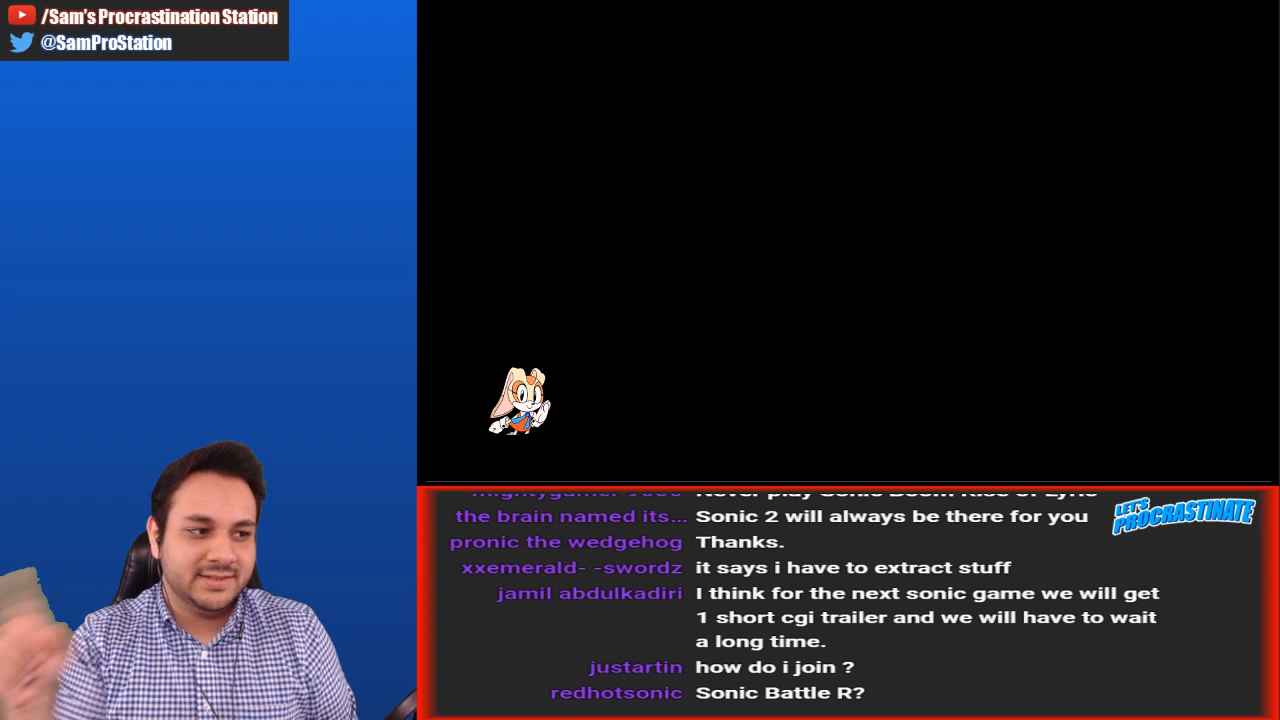 /Sam's Procrastination Station
@SamProStation
the brain named its... Sonic 2 will always be there for you
pronic the wedgehog Thanks.
xxemerald- -swordz it says i have to extract stuff
jamil abdulkadiri I think for the next sonic game we will get
1 short cgi trailer and we will have to wait
a long time.
justartin how do i join ?
redhotsonic Sonic Battle R?
LET'S
PROCRASTINATE